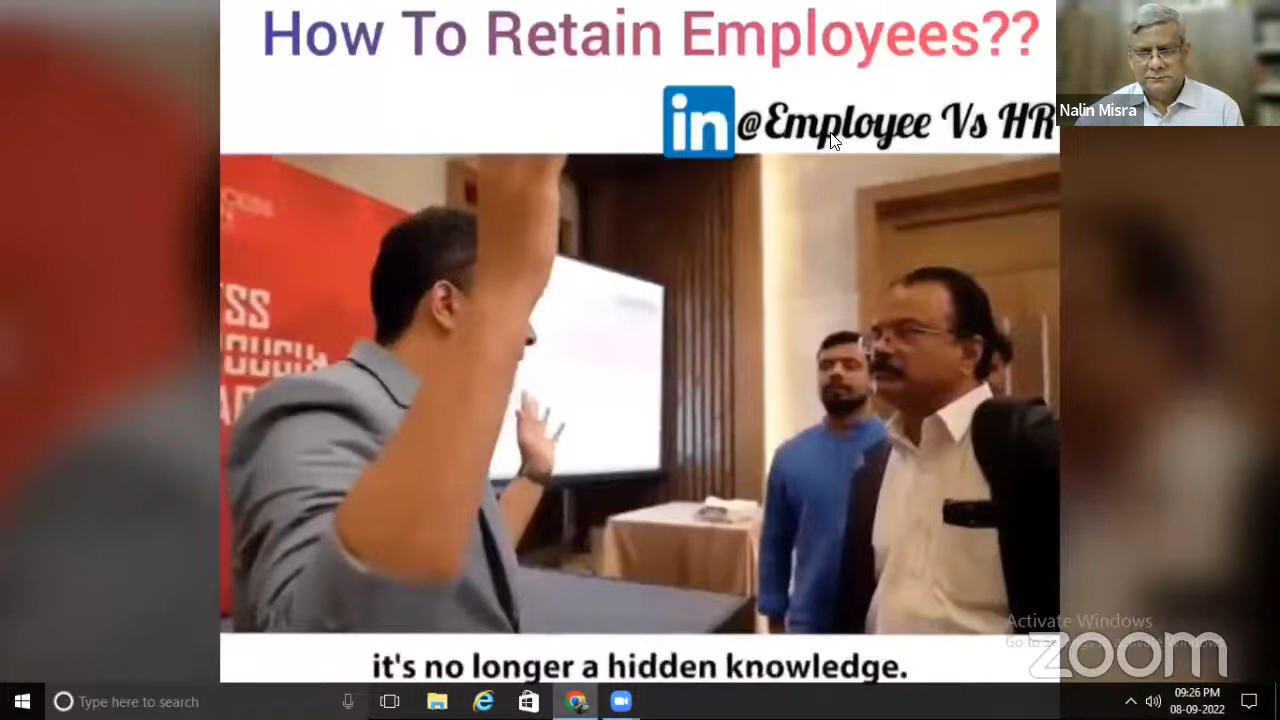 How To Retain Employees??
in @Employee Vs HR
Nalin Misra
SS
it's no longer a hidden knowledge.
Activate Windows
zoom
Type here to search
09:26 PM
08-09-2022